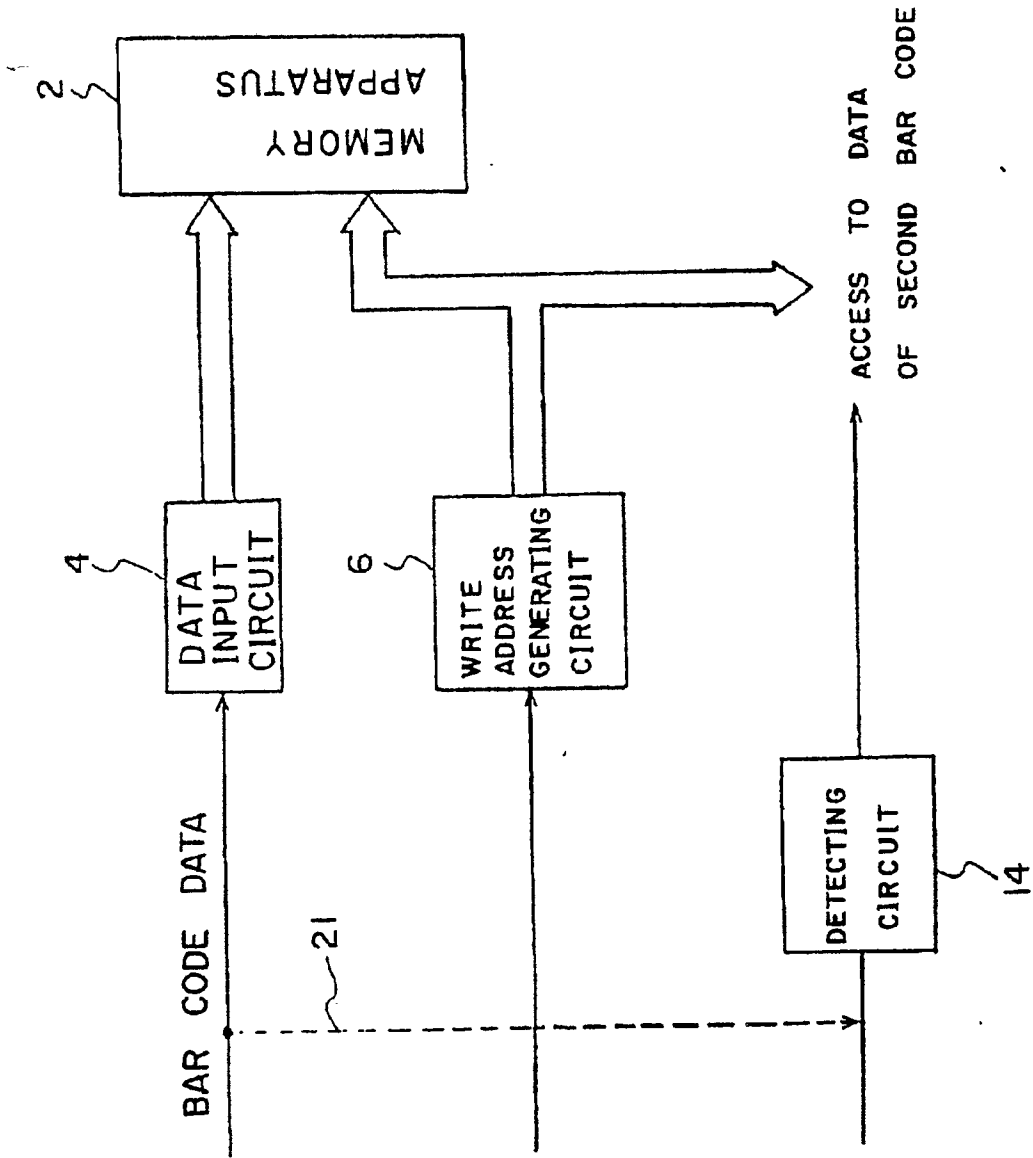 2
MEMORY
APPARATUS
4
DATA
INPUT
CIRCUIT
6
WRITE
ADDRESS
GENERATING
CIRCUIT
BAR CODE DATA
21
DETECTING
CIRCUIT
14
ACCESS TO DATA
OF SECOND BAR CODE